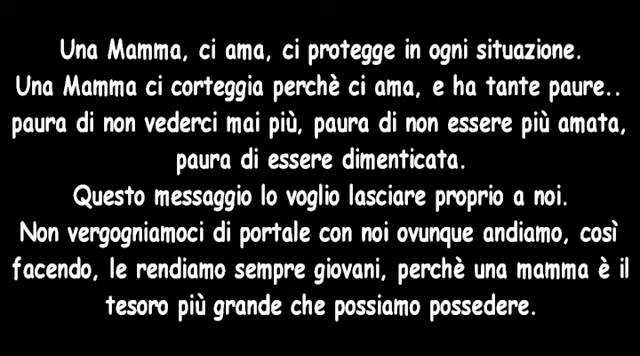 Una Mamma, ci ama, ci protegge in ogni situazione.
Una Mamma ci corteggia perchè ci ama, e ha tante paure..
paura di non vederci mai più, paura di non essere più amata,
paura di essere dimenticata.
Questo messaggio lo voglio lasciare proprio a noi.
Non vergogniamoci di portale con noi ovunque andiamo, così
facendo, le rendiamo sempre giovani, perchè una mamma è il
tesoro più grande che possiamo possedere.